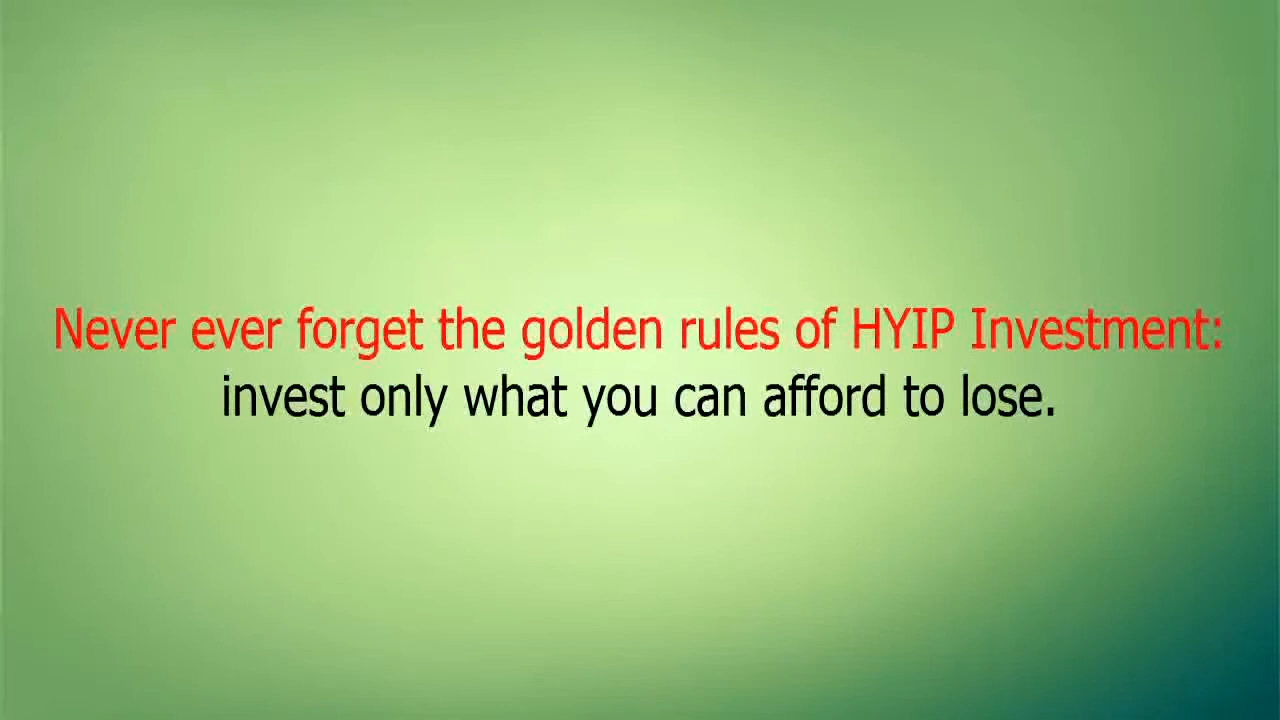 Never ever forget the golden rules of HYIP Investment:
invest only what you can afford to lose.